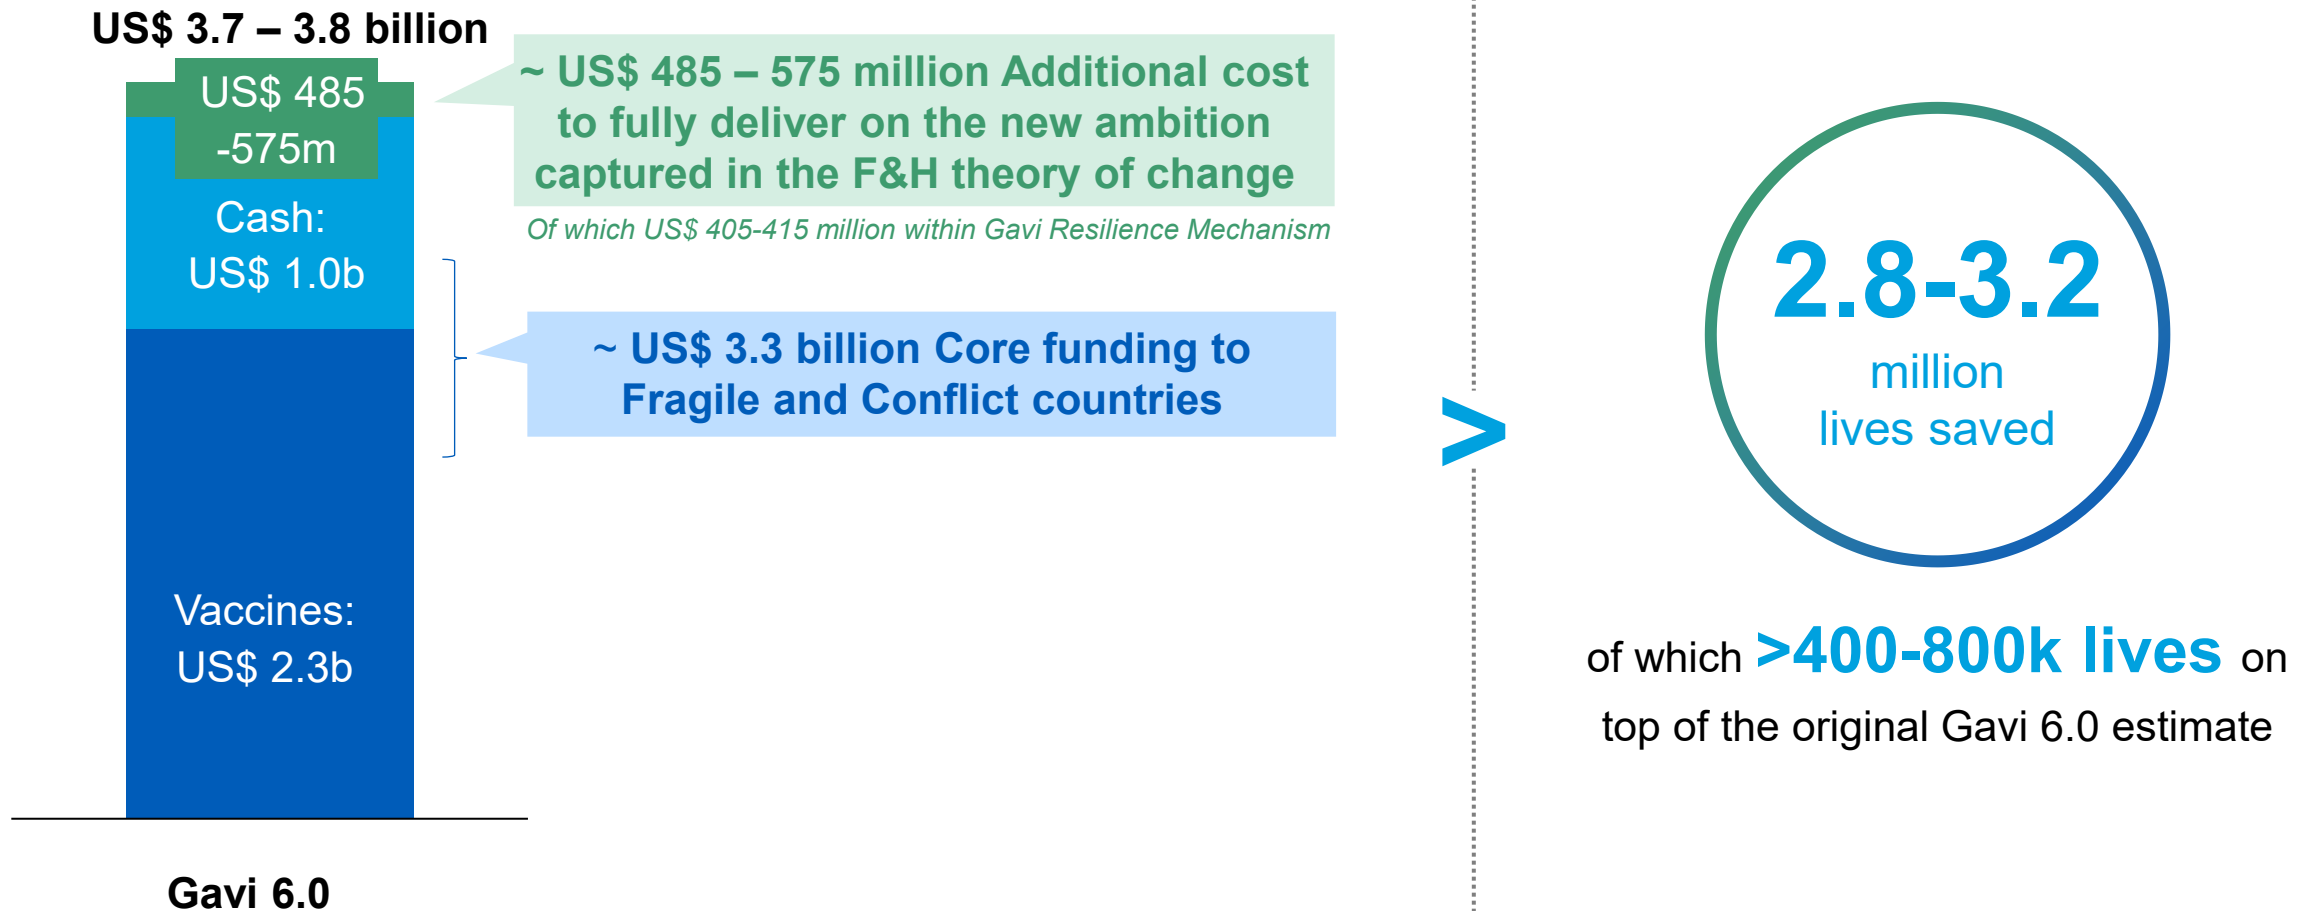 US$ 3.7 – 3.8 billion
US$ 485
-575m
Cash:
US$ 1.0b
Vaccines:
US$ 2.3b
Gavi 6.0
~ US$ 485 – 575 million Additional cost
to fully deliver on the new ambition
captured in the F&H theory of change
Of which US$ 405-415 million within Gavi Resilience Mechanism
~ US$ 3.3 billion Core funding to
Fragile and Conflict countries
>
2.8-3.2
million
lives saved
of which >400-800k lives on
top of the original Gavi 6.0 estimate